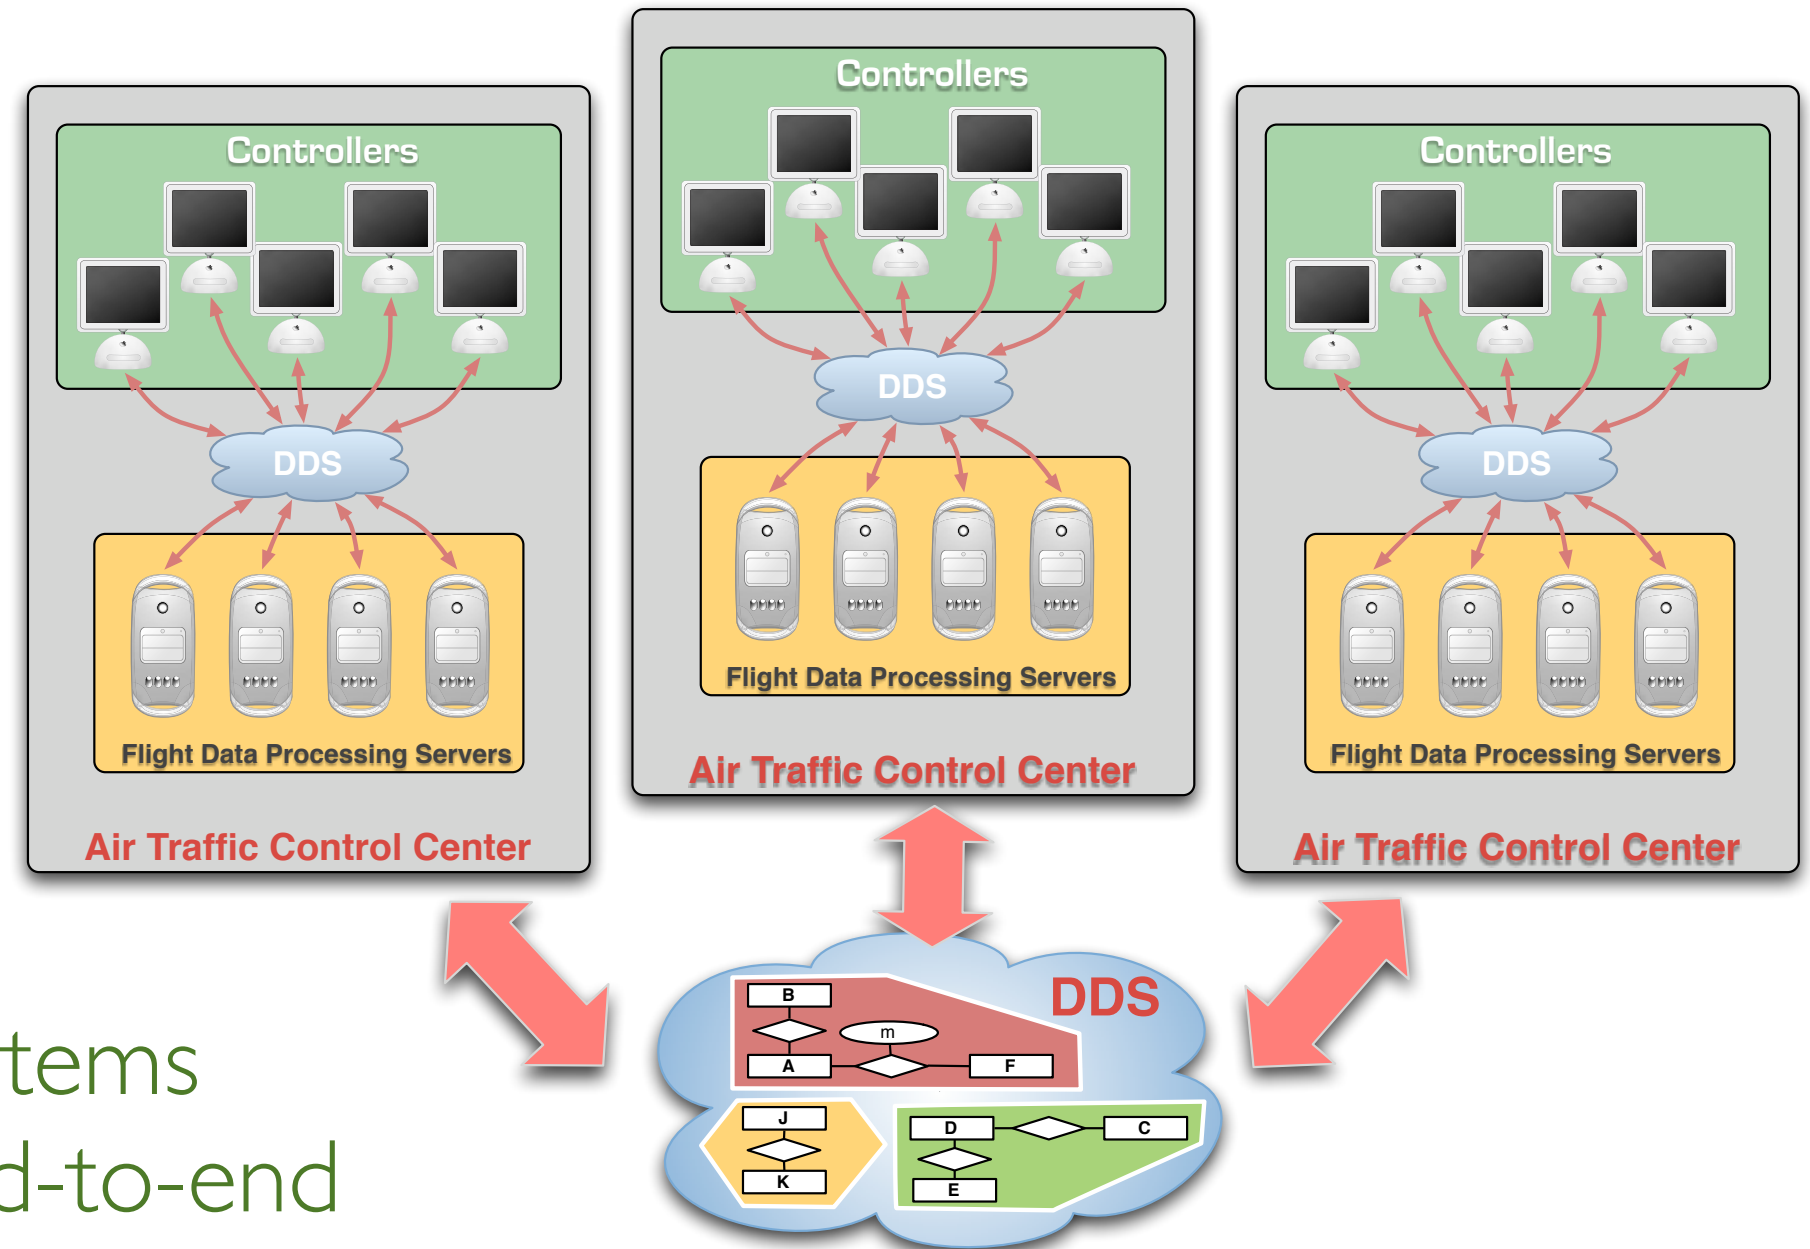 Controllers
DDS
Flight Data Processing Servers
Air Traffic Control Center
Controllers
DDS
Flight Data Processing Servers
Air Traffic Control Center
Controllers
DDS
Flight Data Processing Servers
Air Traffic Control Center
DDS
B
m
A
F
J
K
D
C
E
tems
d-to-end